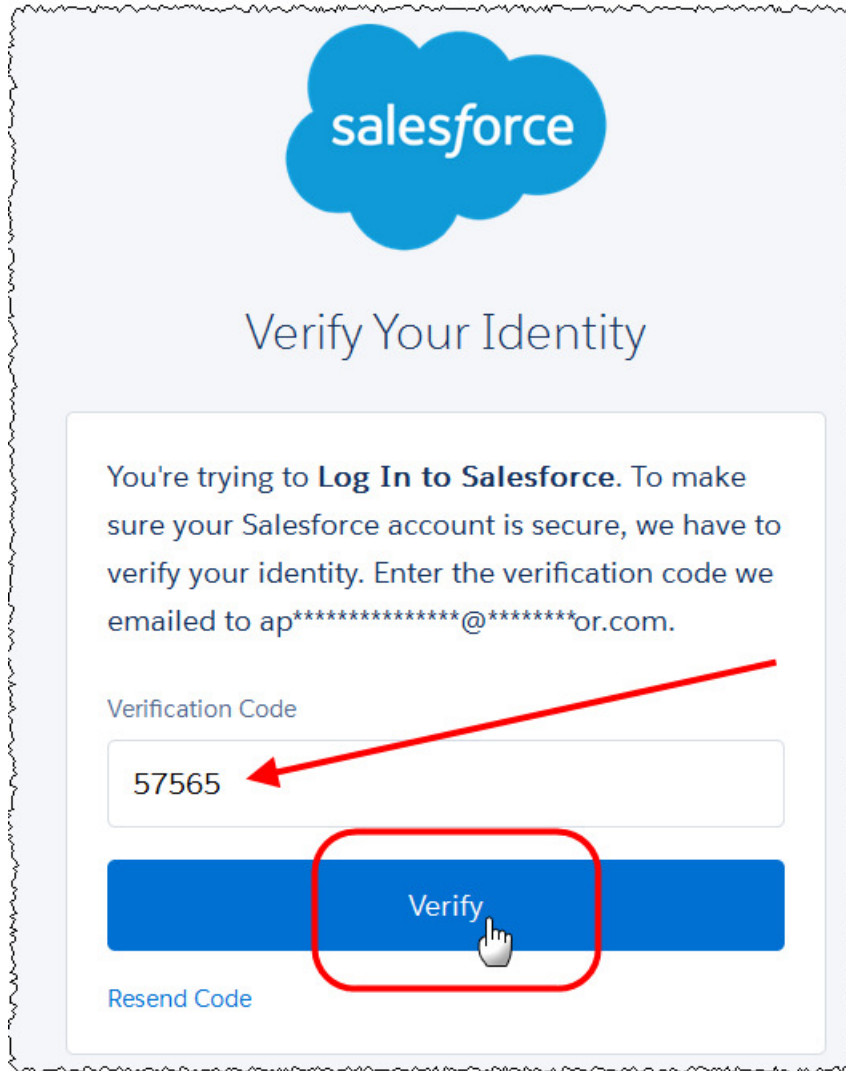 salesforce
Verify Your Identity
You're trying to Log In to Salesforce. To make
sure your Salesforce account is secure, we have to
verify your identity. Enter the verification code we
emailed to ap***************@********or.com.
Verification Code
57565
Verify
Resend Code